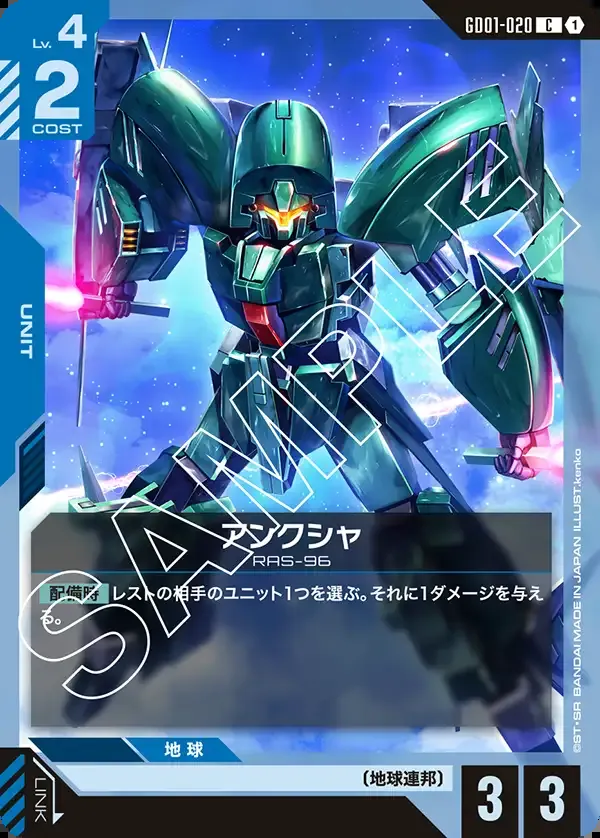 GD01-020 C 1
Lv. 4
2
COST
UNIT
SAMPLE
アンクシャ
RAS-96
配備時 レストの相手のユニット1つを選ぶ。それに1ダメージを与え
る。
©ST・SR BANDAI MADE IN JAPAN ILLUST.kenko
地球
LINK
〔地球連邦〕
3 3